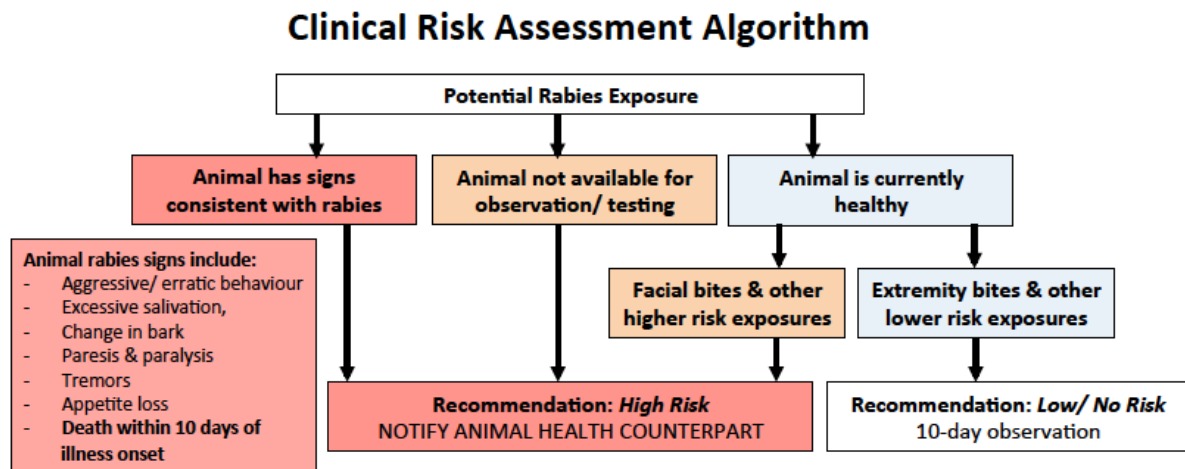 Clinical Risk Assessment Algorithm
Potential Rabies Exposure
Animal has signs
consistent with rabies
Animal not available for
observation/ testing
Animal is currently
healthy
Animal rabies signs include:
- Aggressive/ erratic behaviour
- Excessive salivation,
- Change in bark
- Paresis & paralysis
- Tremors
- Appetite loss
- Death within 10 days of
illness onset
Facial bites & other
higher risk exposures
Extremity bites & other
lower risk exposures
Recommendation: High Risk
NOTIFY ANIMAL HEALTH COUNTERPART
Recommendation: Low/ No Risk
10-day observation